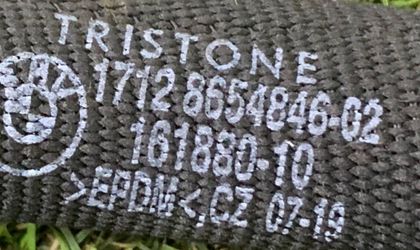 TRISTONE
1712 8654846-02
161880-10
>EPDM<.CZ 07-19